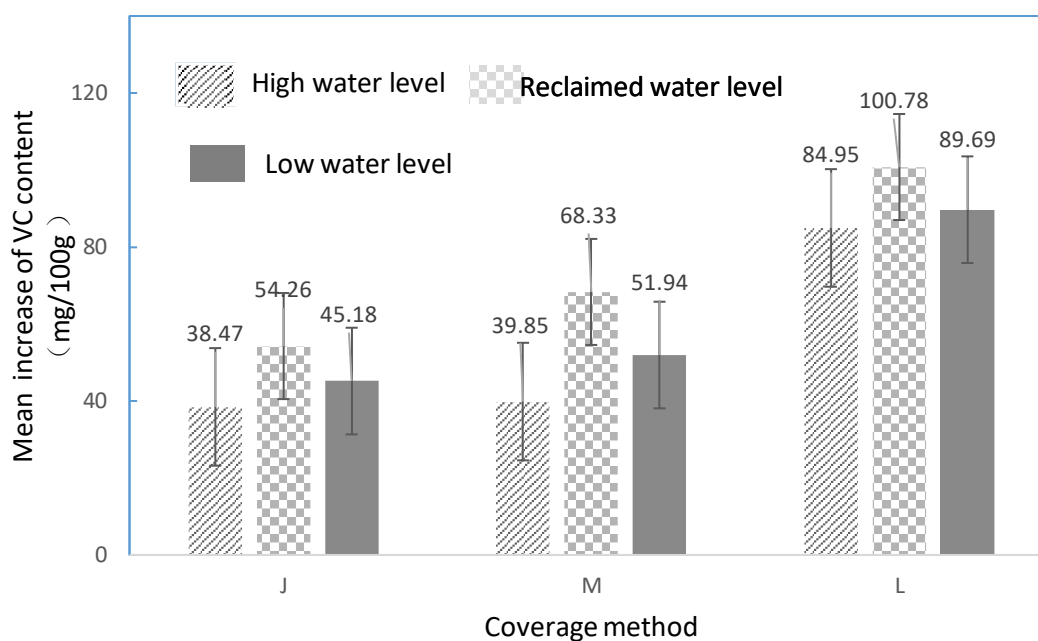 Mean increase of VC content
（mg/100g）
120
80
40
0
High water level
Reclaimed water level
Low water level
38.47
54.26
45.18
39.85
68.33
51.94
84.95
100.78
89.69
J
M
L
Coverage method